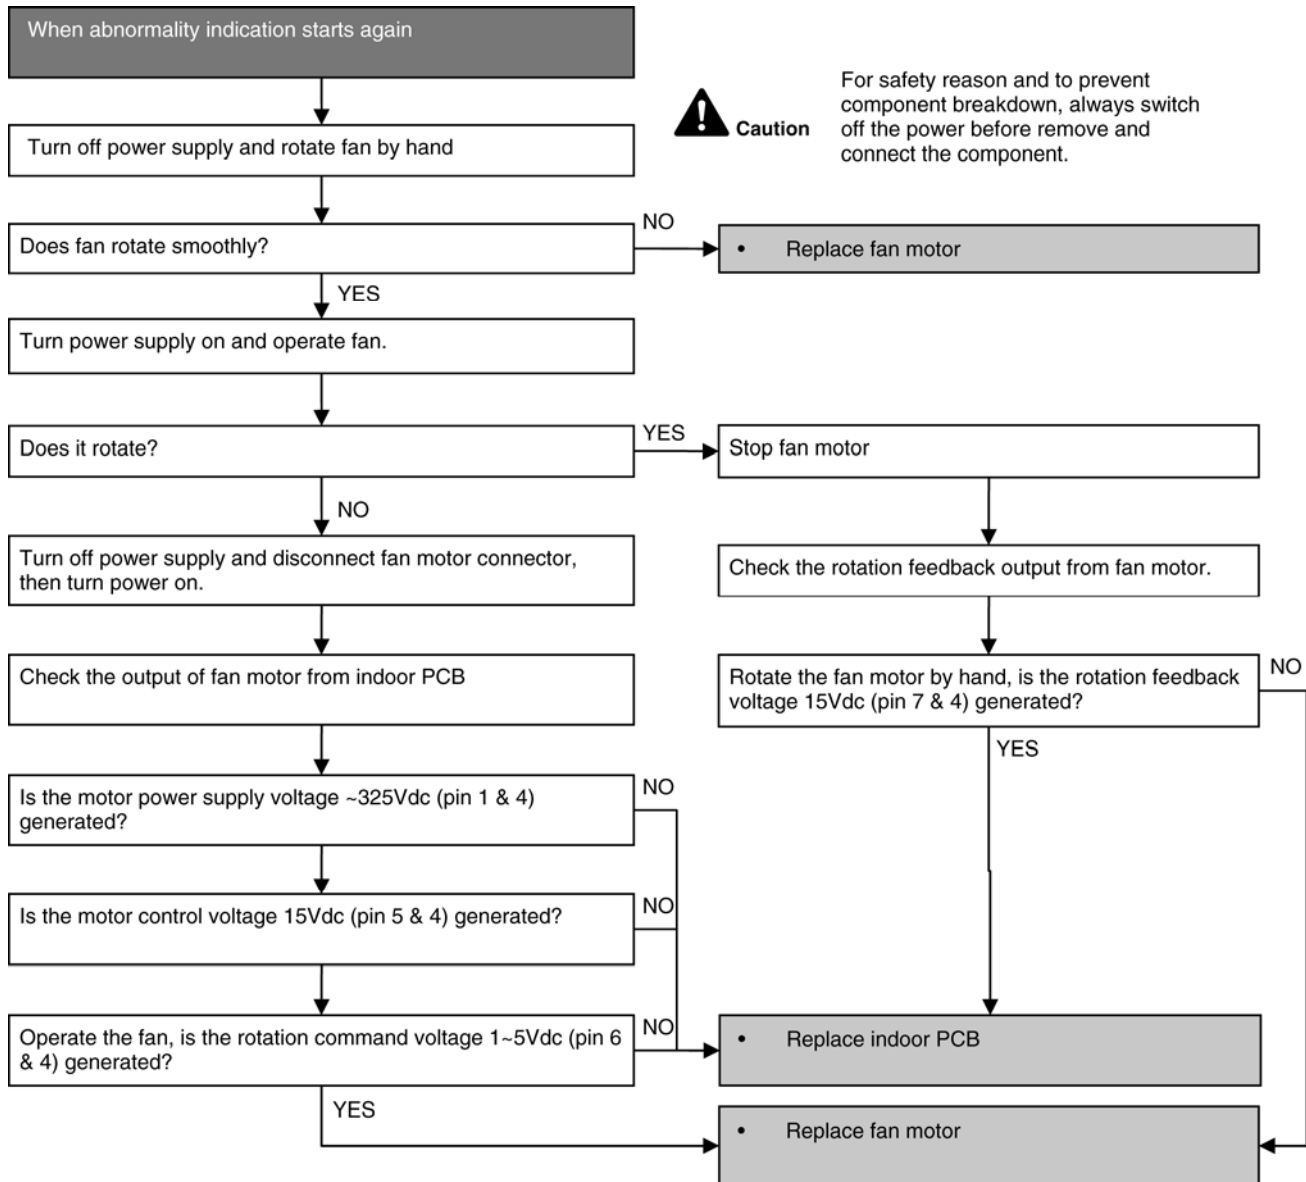 When abnormality indication starts again
Caution
For safety reason and to prevent
component breakdown, always switch
off the power before remove and
connect the component.
Turn off power supply and rotate fan by hand
Does fan rotate smoothly?
NO
• Replace fan motor
YES
Turn power supply on and operate fan.
Does it rotate?
YES
Stop fan motor
NO
Turn off power supply and disconnect fan motor connector,
then turn power on.
Check the rotation feedback output from fan motor.
Check the output of fan motor from indoor PCB
Rotate the fan motor by hand, is the rotation feedback
voltage 15Vdc (pin 7 & 4) generated?
NO
YES
Is the motor power supply voltage ~325Vdc (pin 1 & 4)
generated?
NO
Is the motor control voltage 15Vdc (pin 5 & 4) generated?
NO
Operate the fan, is the rotation command voltage 1~5Vdc (pin 6
& 4) generated?
NO
• Replace indoor PCB
YES
• Replace fan motor